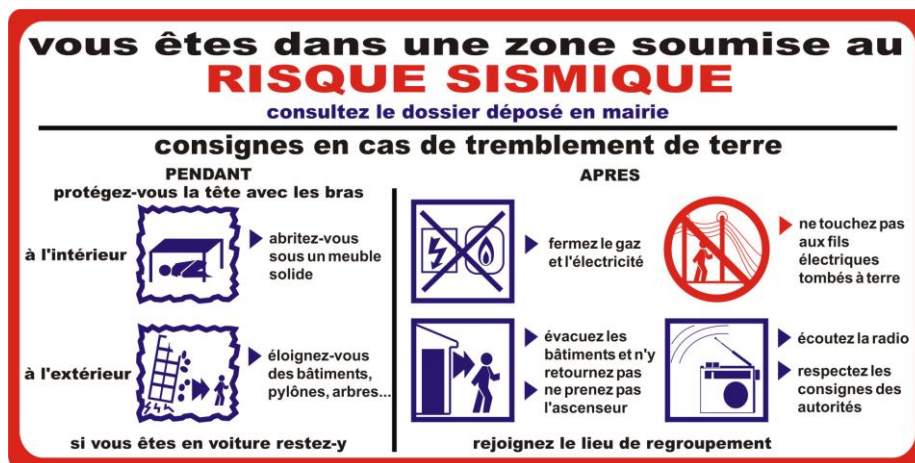 vous êtes dans une zone soumise au
RISQUE SISMIQUE
consultez le dossier déposé en mairie
consignes en cas de tremblement de terre
PENDANT
protégez-vous la tête avec les bras
à l'intérieur
abritez-vous
sous un meuble
solide
à l'extérieur
éloignez-vous
des bâtiments,
pylônes, arbres...
si vous êtes en voiture restez-y
APRES
fermez le gaz
et l'électricité
ne touchez pas
aux fils
électriques
tombés à terre
évacuez les
bâtiments et n'y
retournez pas
ne prenez pas
l'ascenseur
écoutez la radio
respectez les
consignes des
autorités
rejoignez le lieu de regroupement